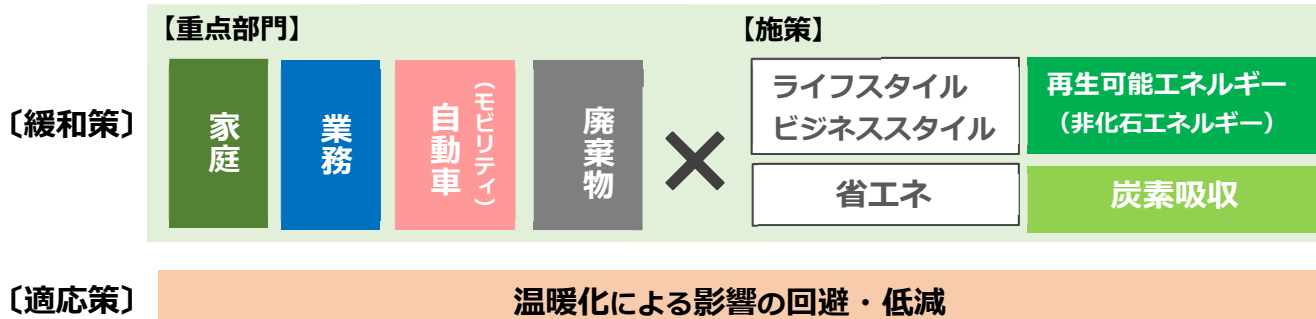 【重点部門】
【施策】
〔緩和策〕
家庭
業務
自動車
（モビリティ）
廃棄物
×
ライフスタイル
ビジネススタイル
再生可能エネルギー
（非化石エネルギー）
省エネ
炭素吸収
〔適応策〕
温暖化による影響の回避・低減